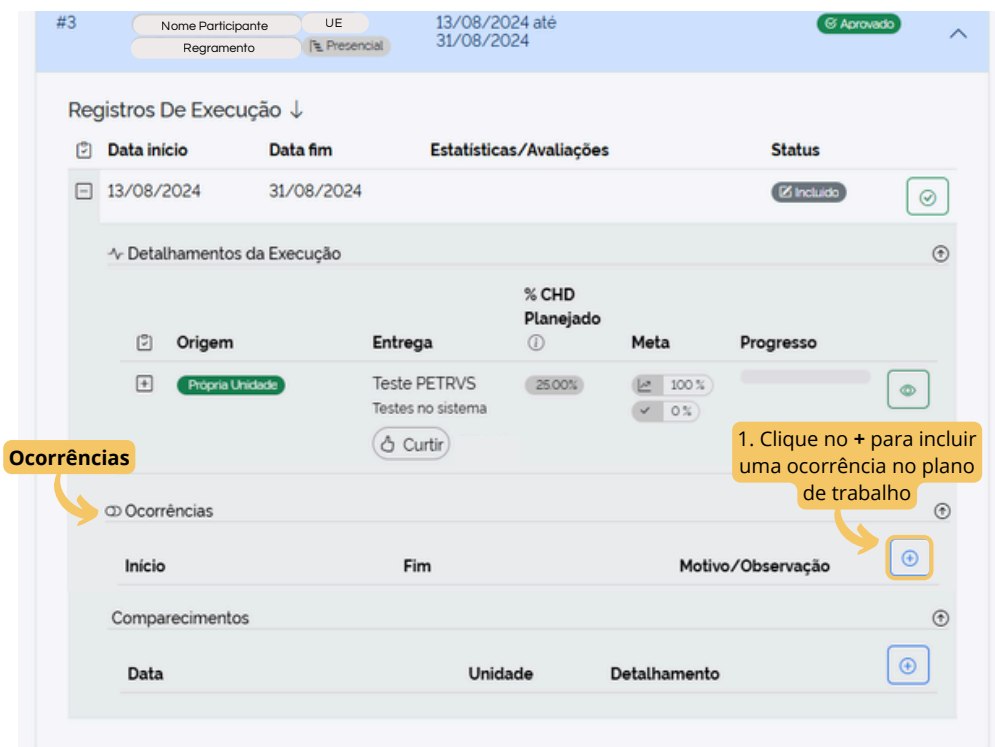 #3 Nome Participante UE 13/08/2024 até Aprovado
Regramento Presencial 31/08/2024
Registros De Execução ↓
Data início Data fim Estatísticas/Avaliações Status
13/08/2024 31/08/2024 Incluído
Detalhamentos da Execução
% CHD
Planejado
Origem Entrega Meta Progresso
Própria Unidade Teste PETRVS 25.00% 100 %
Testes no sistema 0 %
Curtir
Ocorrências
1. Clique no + para incluir
uma ocorrência no plano
de trabalho
Ocorrências
Início Fim Motivo/Observação
Comparecimentos
Data Unidade Detalhamento